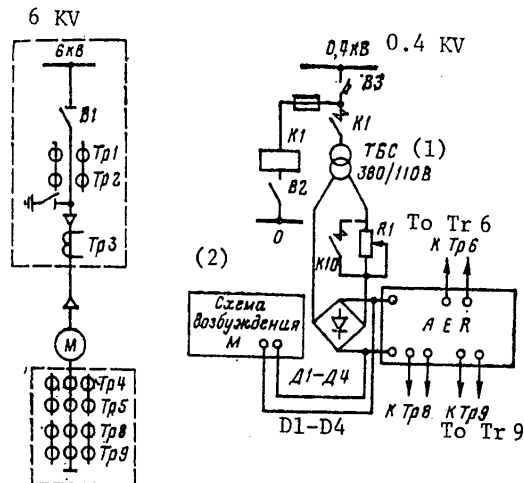 6 KV
6кв
В1
Тр1
Тр2
Тр3
М
Тр4
Тр5
Тр8
Тр9
0,4кв
0.4 KV
В3
К1
К1
ТБС (1)
380/110В
В2
0
R1
К10
To Tr 6
к Тр6
(2)
Схема
возбуждения
М
A E R
Д1-Д4
D1-D4
к Тр8
к Тр9
To Tr 9